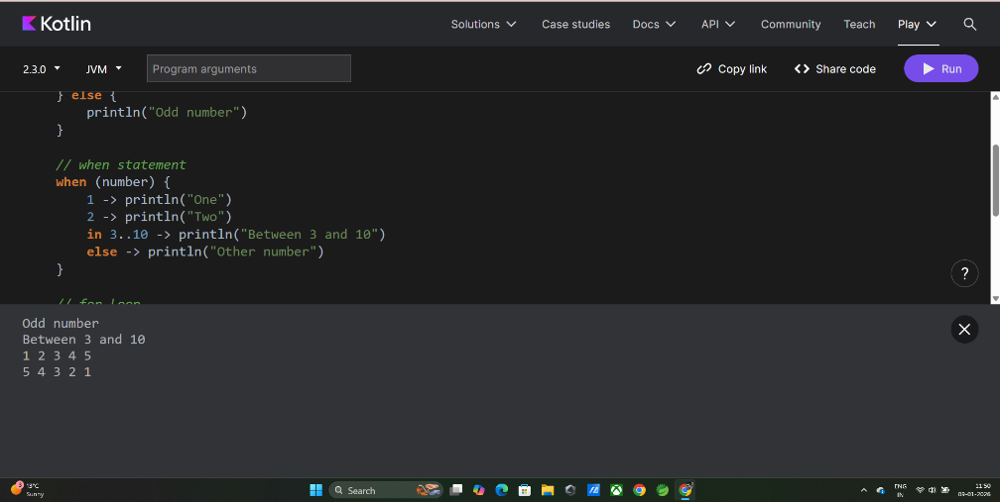 Kotlin
Solutions Case studies Docs API Community Teach Play
2.3.0 JVM Program arguments Copy link Share code Run
} else {
println("Odd number")
}
// when statement
when (number) {
1 -> println("One")
2 -> println("Two")
in 3..10 -> println("Between 3 and 10")
else -> println("Other number")
}
// for loop
?
Odd number
Between 3 and 10
1 2 3 4 5
5 4 3 2 1
Sunny
Search
ENG
IN
11:50
09-01-2026